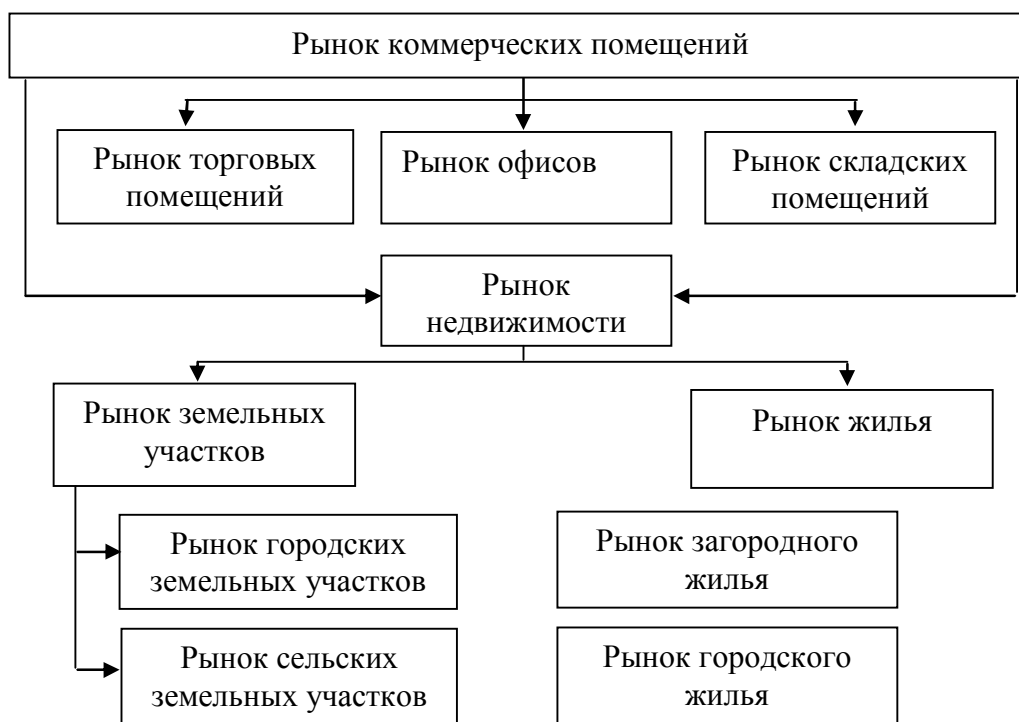 Рынок коммерческих помещений
Рынок торговых
помещений
Рынок офисов
Рынок складских
помещений
Рынок
недвижимости
Рынок земельных
участков
Рынок жилья
Рынок городских
земельных участков
Рынок загородного
жилья
Рынок сельских
земельных участков
Рынок городского
жилья